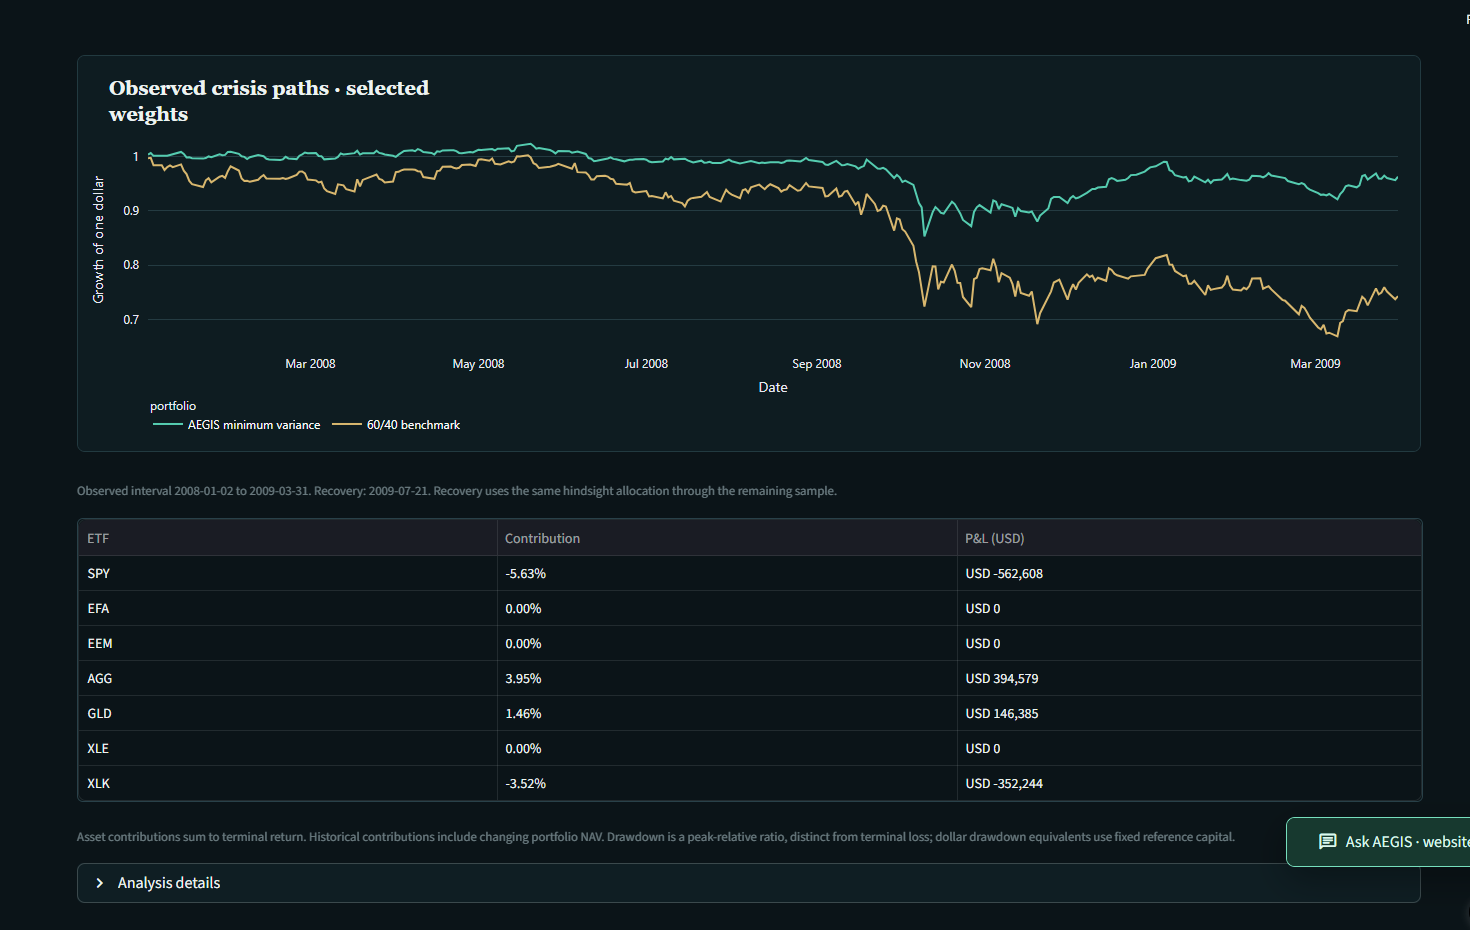 Observed crisis paths · selected
weights
Growth of one dollar
1
0.9
0.8
0.7
Mar 2008 May 2008 Jul 2008 Sep 2008 Nov 2008 Jan 2009 Mar 2009
Date
portfolio
AEGIS minimum variance 60/40 benchmark
Observed interval 2008-01-02 to 2009-03-31. Recovery: 2009-07-21. Recovery uses the same hindsight allocation through the remaining sample.
ETF Contribution P&L (USD)
SPY -5.63% USD -562,608
EFA 0.00% USD 0
EEM 0.00% USD 0
AGG 3.95% USD 394,579
GLD 1.46% USD 146,385
XLE 0.00% USD 0
XLK -3.52% USD -352,244
Asset contributions sum to terminal return. Historical contributions include changing portfolio NAV. Drawdown is a peak-relative ratio, distinct from terminal loss; dollar drawdown equivalents use fixed reference capital.
Ask AEGIS · website
Analysis details